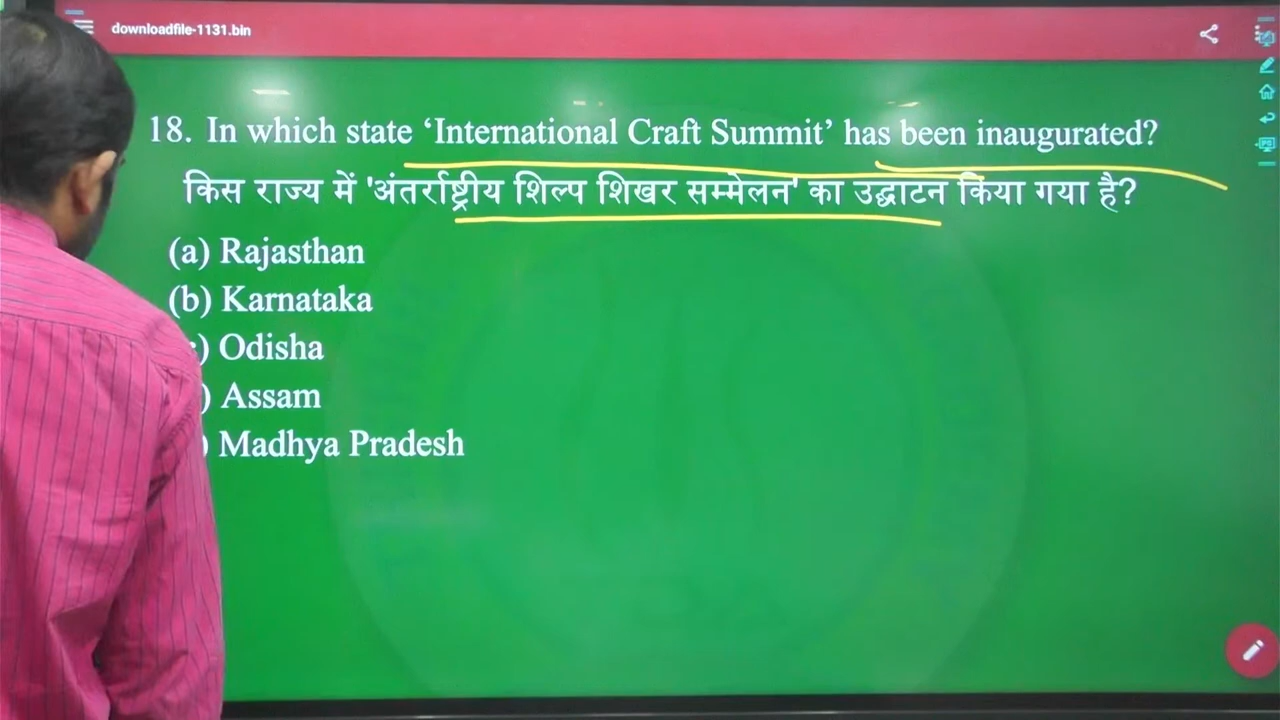 downloadfile-1131.bin
18. In which state ‘International Craft Summit’ has been inaugurated?
किस राज्य में 'अंतर्राष्ट्रीय शिल्प शिखर सम्मेलन' का उद्घाटन किया गया है?
(a) Rajasthan
(b) Karnataka
) Odisha
) Assam
) Madhya Pradesh